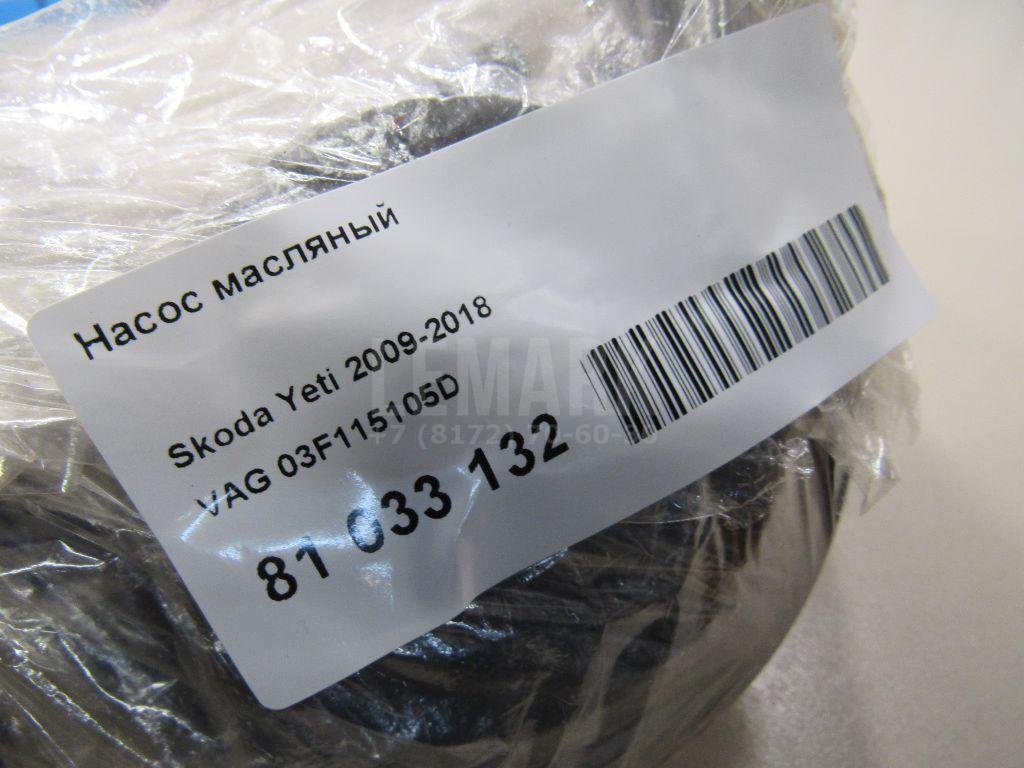 Насос масляный
Skoda Yeti 2009-2018
VAG 03F115105D
81 033 132